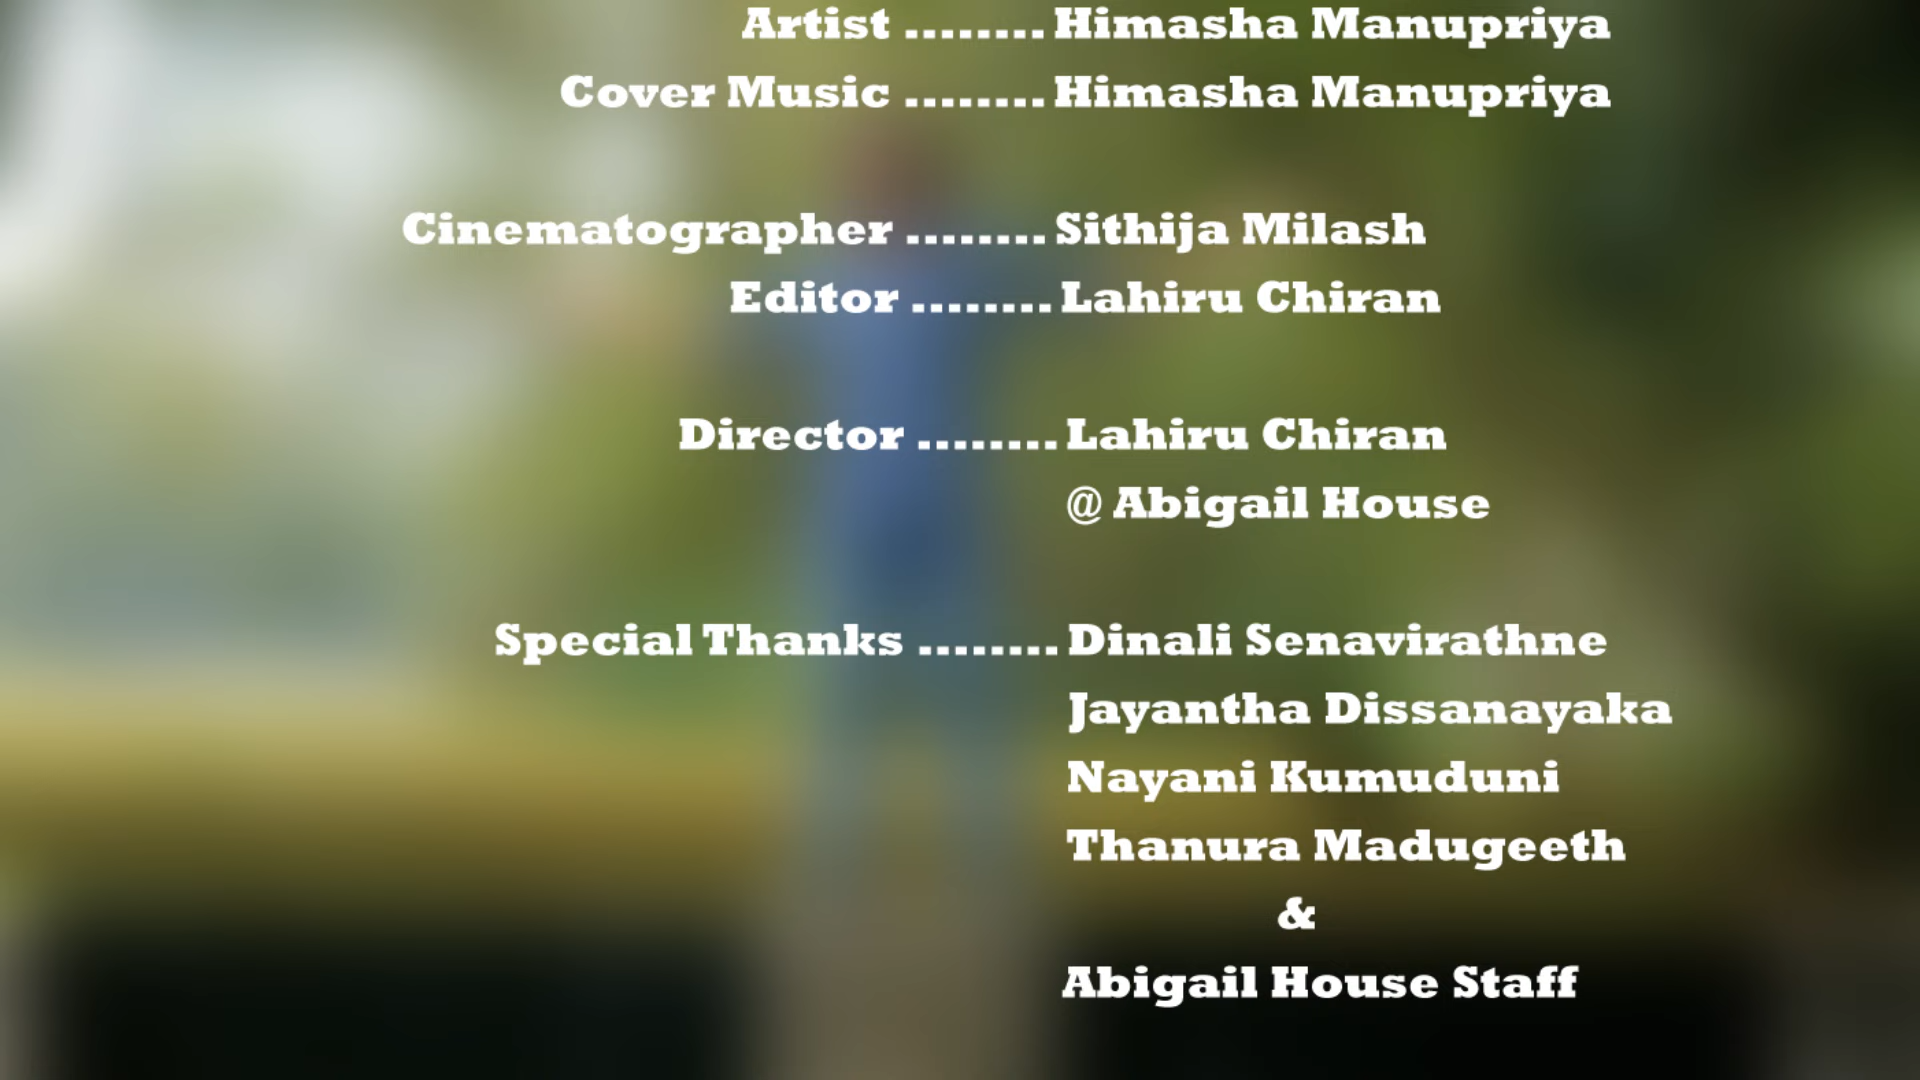 Artist ........ Himasha Manupriya
Cover Music ........ Himasha Manupriya
Cinematographer ........ Sithija Milash
Editor ........ Lahiru Chiran
Director ........ Lahiru Chiran
@ Abigail House
Special Thanks ........ Dinali Senavirathne
Jayantha Dissanayaka
Nayani Kumuduni
Thanura Madugeeth
&
Abigail House Staff